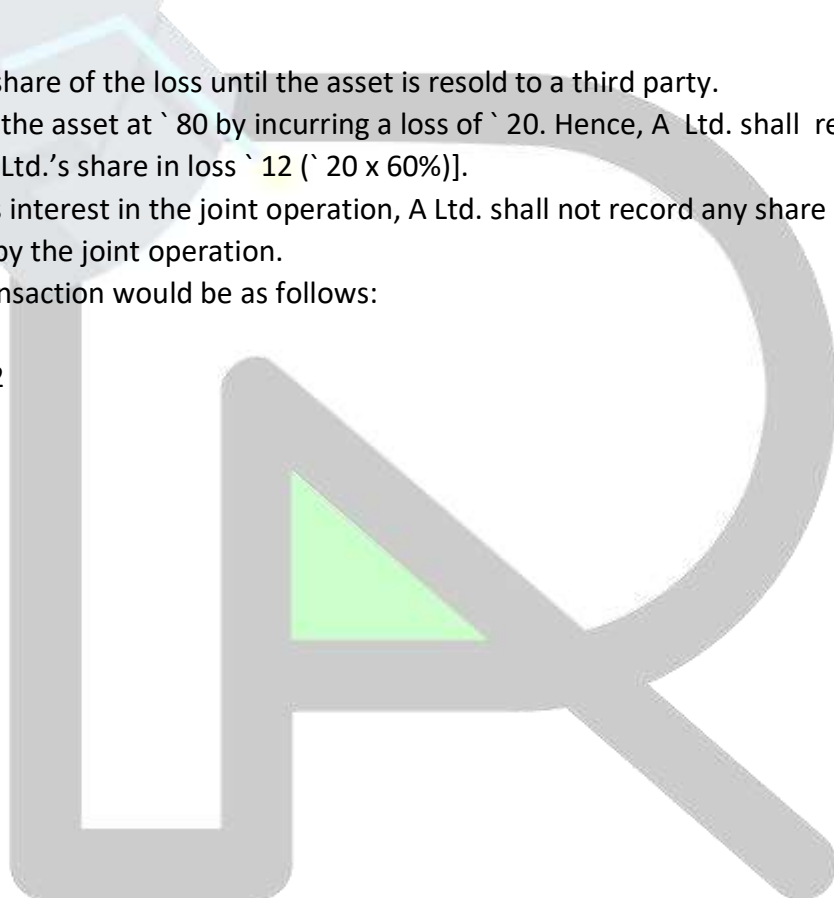 share of the loss until the asset is resold to a third party.
the asset at ` 80 by incurring a loss of ` 20. Hence, A Ltd. shall re
Ltd.’s share in loss ` 12 (` 20 x 60%)].
s interest in the joint operation, A Ltd. shall not record any share
by the joint operation.
nsaction would be as follows:
2